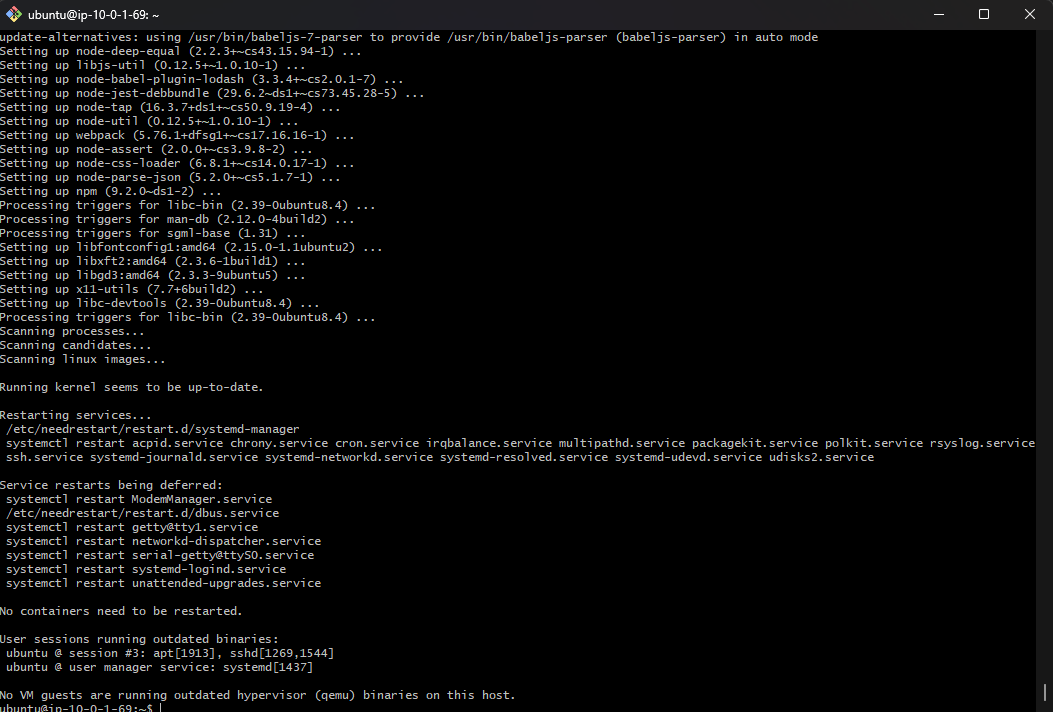 ubuntu@ip-10-0-1-69: ~
update-alternatives: using /usr/bin/babeljs-7-parser to provide /usr/bin/babeljs-parser (babeljs-parser) in auto mode
Setting up node-deep-equal (2.2.3+~cs43.15.94-1) ...
Setting up libjs-util (0.12.5+~1.0.10-1) ...
Setting up node-babel-plugin-lodash (3.3.4+~cs2.0.1-7) ...
Setting up node-jest-debbundle (29.6.2~ds1+~cs73.45.28-5) ...
Setting up node-tap (16.3.7+ds1+~cs50.9.19-4) ...
Setting up node-util (0.12.5+~1.0.10-1) ...
Setting up webpack (5.76.1+dfsg1+~cs17.16.16-1) ...
Setting up node-assert (2.0.0+~cs3.9.8-2) ...
Setting up node-css-loader (6.8.1+~cs14.0.17-1) ...
Setting up node-parse-json (5.2.0+~cs5.1.7-1) ...
Setting up npm (9.2.0~ds1-2) ...
Processing triggers for libc-bin (2.39-0ubuntu8.4) ...
Processing triggers for man-db (2.12.0-4build2) ...
Processing triggers for sgml-base (1.31) ...
Setting up libfontconfig1:amd64 (2.15.0-1.1ubuntu2) ...
Setting up libxft2:amd64 (2.3.6-1build1) ...
Setting up libgd3:amd64 (2.3.3-9ubuntu5) ...
Setting up x11-utils (7.7+6build2) ...
Setting up libc-devtools (2.39-0ubuntu8.4) ...
Processing triggers for libc-bin (2.39-0ubuntu8.4) ...
Scanning processes...
Scanning candidates...
Scanning linux images...
Running kernel seems to be up-to-date.
Restarting services...
/etc/needrestart/restart.d/systemd-manager
systemctl restart acpid.service chrony.service cron.service irqbalance.service multipathd.service packagekit.service polkit.service rsyslog.service
ssh.service systemd-journald.service systemd-networkd.service systemd-resolved.service systemd-udevd.service udisks2.service
Service restarts being deferred:
systemctl restart ModemManager.service
/etc/needrestart/restart.d/dbus.service
systemctl restart getty@tty1.service
systemctl restart networkd-dispatcher.service
systemctl restart serial-getty@ttyS0.service
systemctl restart systemd-logind.service
systemctl restart unattended-upgrades.service
No containers need to be restarted.
User sessions running outdated binaries:
ubuntu @ session #3: apt[1913], sshd[1269,1544]
ubuntu @ user manager service: systemd[1437]
No VM guests are running outdated hypervisor (qemu) binaries on this host.
ubuntu@ip-10-0-1-69:~$